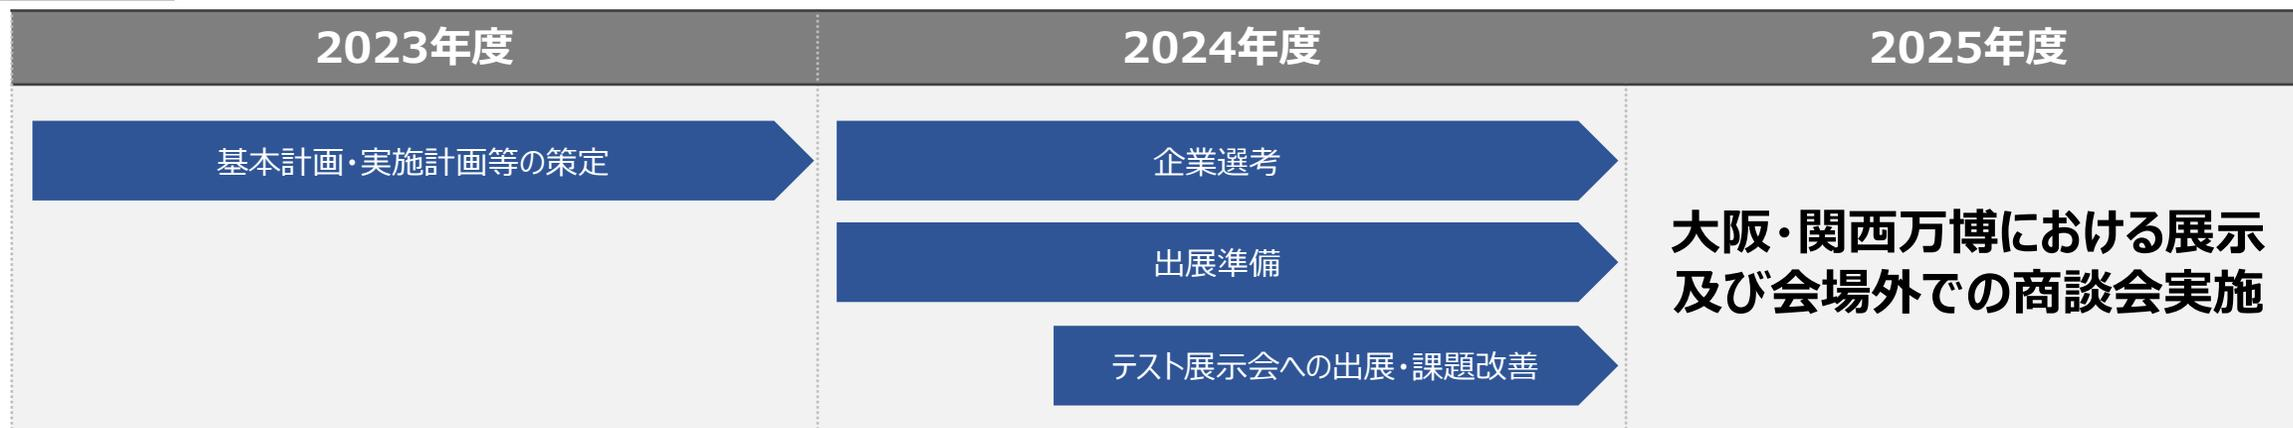 2023年度
2024年度
2025年度
基本計画・実施計画等の策定
企業選考
出展準備
テスト展示会への出展・課題改善
大阪・関西万博における展示
及び会場外での商談会実施